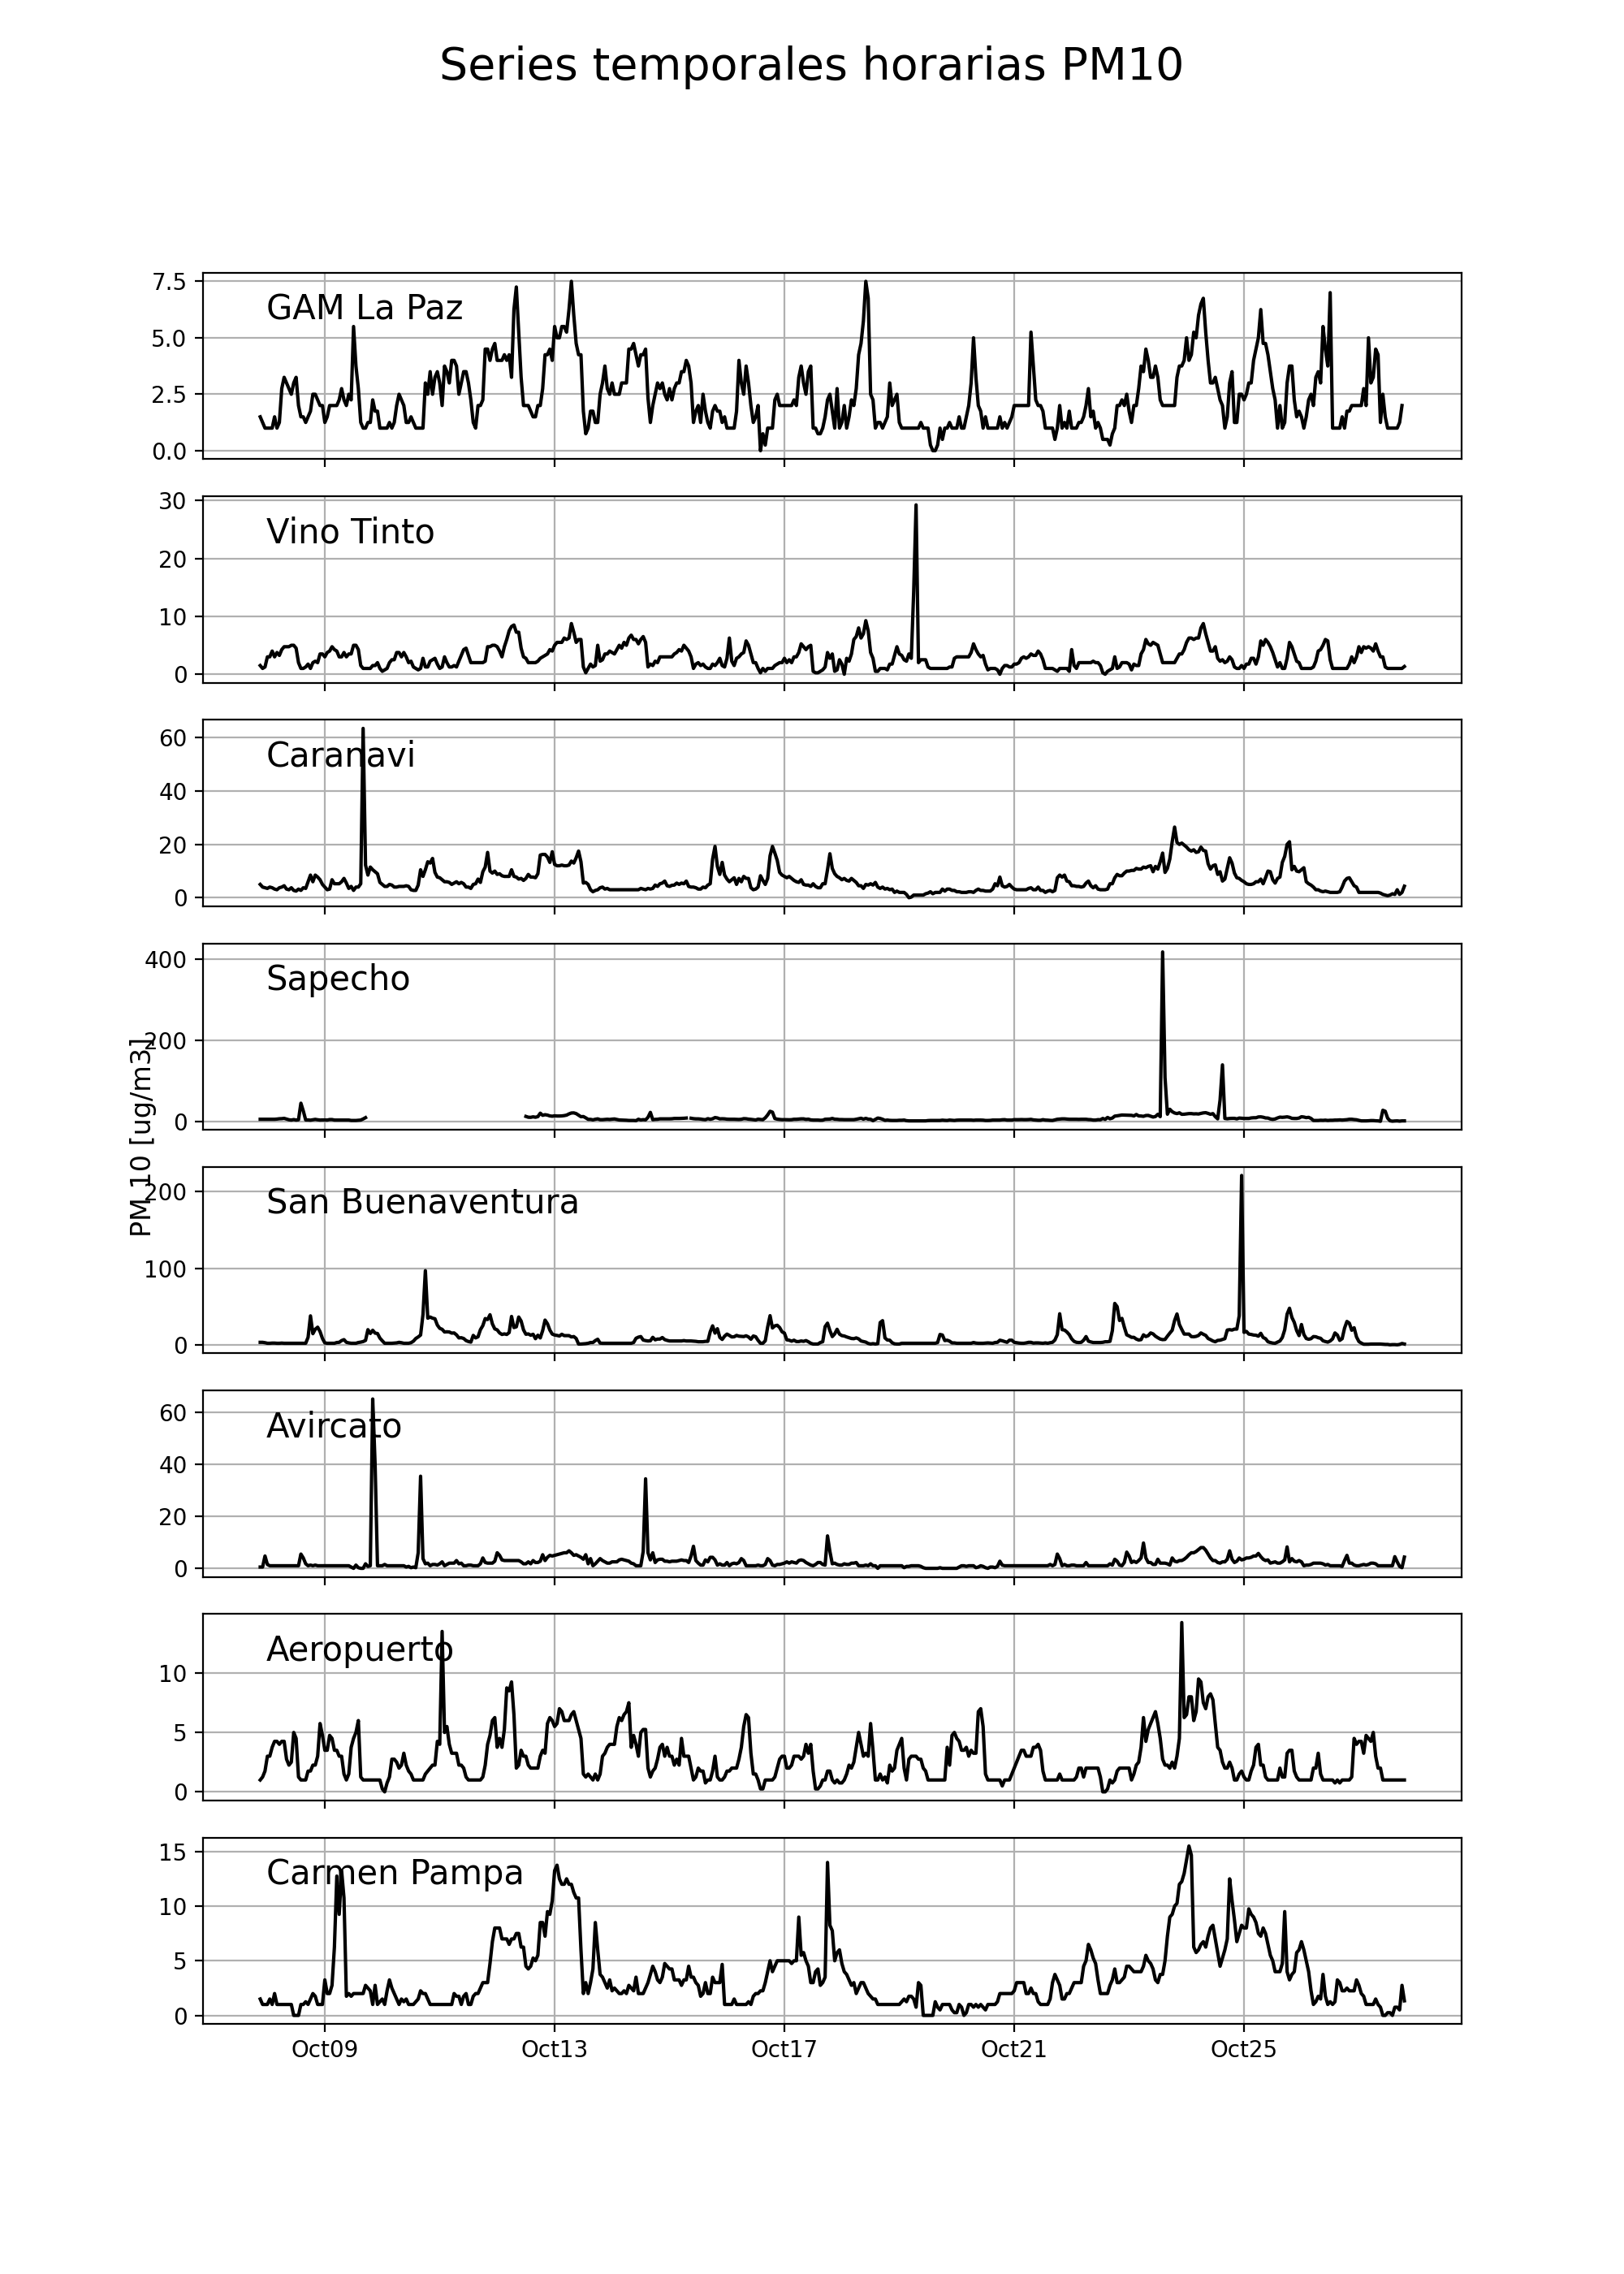 Series temporales horarias PM10
7.5
5.0
2.5
0.0
GAM La Paz
30
20
10
0
Vino Tinto
60
40
20
0
Caranavi
400
200
0
Sapecho
PM 10 [ug/m3]
200
100
0
San Buenaventura
60
40
20
0
Avircato
10
5
0
Aeropuerto
15
10
5
0
Carmen Pampa
Oct09 Oct13 Oct17 Oct21 Oct25